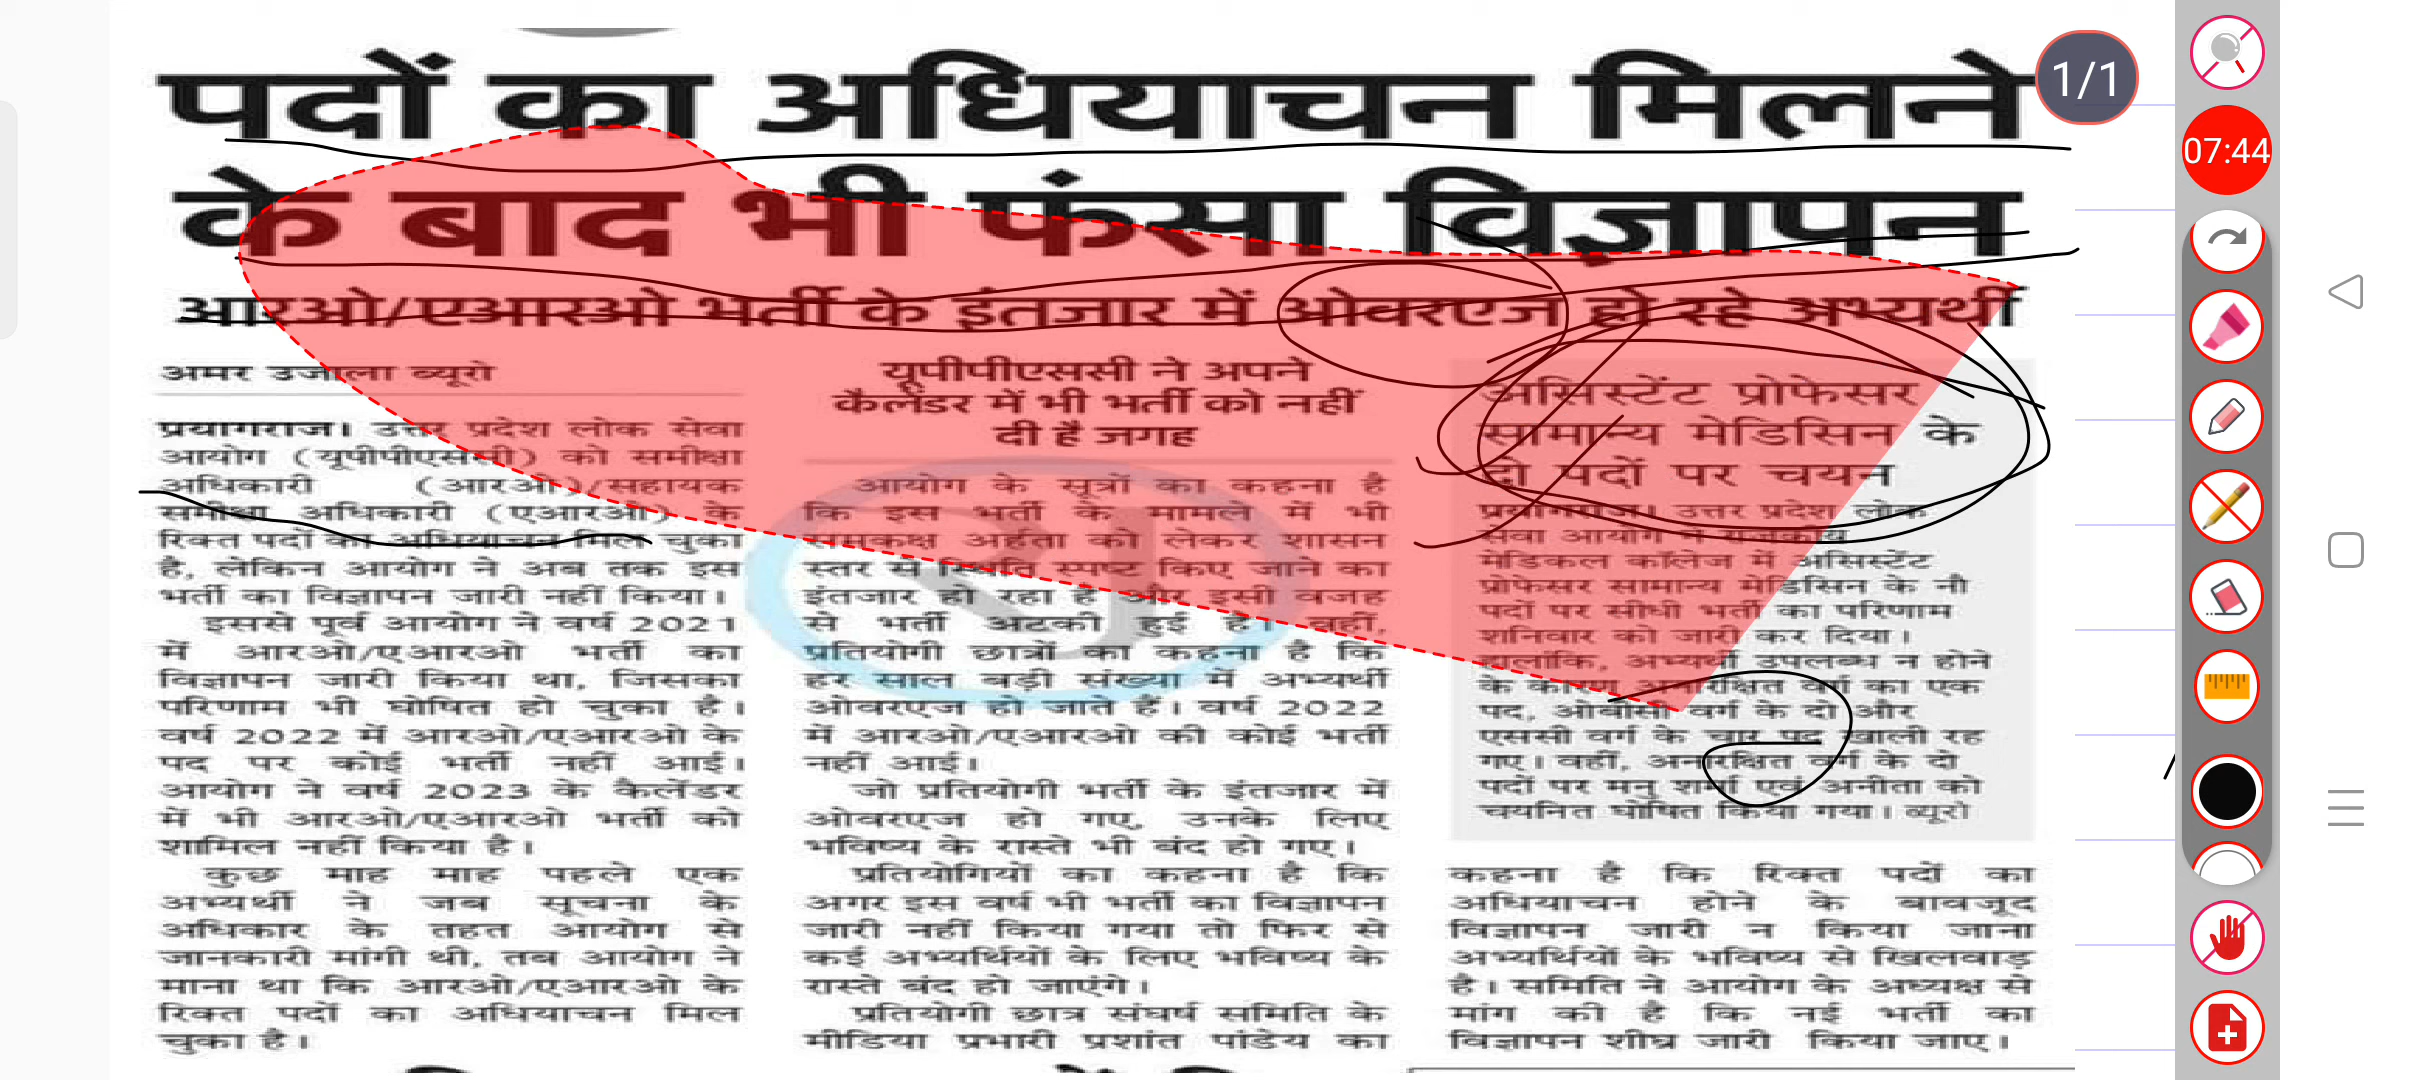 पदों का अधियाचन मिलने
के बाद भी फंसा विज्ञापन
आरओ/एआरओ भर्ती के इंतजार में ओवरएज हो रहे अभ्यर्थी
अमर उजाला ब्यूरो
प्रयागराज। उत्तर प्रदेश लोक सेवा
आयोग (यूपीपीएससी) को समीक्षा
अधिकारी (आरओ)/सहायक
समीक्षा अधिकारी (एआरओ) के
रिक्त पदों का अधियाचन मिल चुका
है, लेकिन आयोग ने अब तक इस
भर्ती का विज्ञापन जारी नहीं किया।
इससे पूर्व आयोग ने वर्ष 2021
में आरओ/एआरओ भर्ती का
विज्ञापन जारी किया था, जिसका
परिणाम भी घोषित हो चुका है।
वर्ष 2022 में आरओ/एआरओ के
पद पर कोई भर्ती नहीं आई।
आयोग ने वर्ष 2023 के कैलेंडर
में भी आरओ/एआरओ भर्ती को
शामिल नहीं किया है।
कुछ माह माह पहले एक
अभ्यर्थी ने जब सूचना के
अधिकार के तहत आयोग से
जानकारी मांगी थी, तब आयोग ने
माना था कि आरओ/एआरओ के
रिक्त पदों का अधियाचन मिल
चुका है।
यूपीपीएससी ने अपने
कैलेंडर में भी भर्ती को नहीं
दी है जगह
आयोग के सूत्रों का कहना है
कि इस भर्ती के मामले में भी
समकक्ष अर्हता को लेकर शासन
स्तर से स्थिति स्पष्ट किए जाने का
इंतजार हो रहा है और इसी वजह
से भर्ती अटकी हुई है। वहीं,
प्रतियोगी छात्रों का कहना है कि
हर साल बड़ी संख्या में अभ्यर्थी
ओवरएज हो जाते हैं। वर्ष 2022
में आरओ/एआरओ की कोई भर्ती
नहीं आई।
जो प्रतियोगी भर्ती के इंतजार में
ओवरएज हो गए, उनके लिए
भविष्य के रास्ते भी बंद हो गए।
प्रतियोगियों का कहना है कि
अगर इस वर्ष भी भर्ती का विज्ञापन
जारी नहीं किया गया तो फिर से
कई अभ्यर्थियों के लिए भविष्य के
रास्ते बंद हो जाएंगे।
प्रतियोगी छात्र संघर्ष समिति के
मीडिया प्रभारी प्रशांत पांडेय का
असिस्टेंट प्रोफेसर
सामान्य मेडिसिन के
दो पदों पर चयन
प्रयागराज। उत्तर प्रदेश लोक
सेवा आयोग ने राजकीय
मेडिकल कॉलेज में असिस्टेंट
प्रोफेसर सामान्य मेडिसिन के नौ
पदों पर सीधी भर्ती का परिणाम
शनिवार को जारी कर दिया।
हालांकि, अभ्यर्थी उपलब्ध न होने
के कारण अनारक्षित वर्ग का एक
पद, ओबीसी वर्ग के दो और
एससी वर्ग के चार पद खाली रह
गए। वहीं, अनारक्षित वर्ग के दो
पदों पर मनु शर्मा एवं अनीता को
चयनित घोषित किया गया। ब्यूरो
कहना है कि रिक्त पदों का
अधियाचन होने के बावजूद
विज्ञापन जारी न किया जाना
अभ्यर्थियों के भविष्य से खिलवाड़
है। समिति ने आयोग के अध्यक्ष से
मांग की है कि नई भर्ती का
विज्ञापन शीघ्र जारी किया जाए।
1/1
07:44